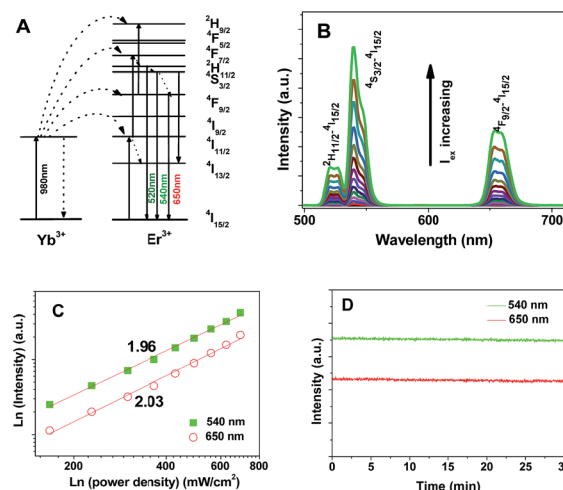 A
²H₉/₂
⁴F₅/₂
⁴F₇/₂
²H₁₁/₂
⁴S₃/₂
⁴F₉/₂
⁴I₉/₂
⁴I₁₁/₂
⁴I₁₃/₂
⁴I₁₅/₂
980nm
520nm
540nm
650nm
Yb³⁺
Er³⁺
B
Intensity (a.u.)
²H₁₁/₂-⁴I₁₅/₂
⁴S₃/₂-⁴I₁₅/₂
Iₑₓ increasing
⁴F₉/₂-⁴I₁₅/₂
500 600 700
Wavelength (nm)
C
Ln (Intensity) (a.u.)
1.96
2.03
540 nm
650 nm
200 400 600 800
Ln (power density) (mW/cm²)
D
540 nm
650 nm
Intensity (a.u.)
0 5 10 15 20 25 30
Time (min)